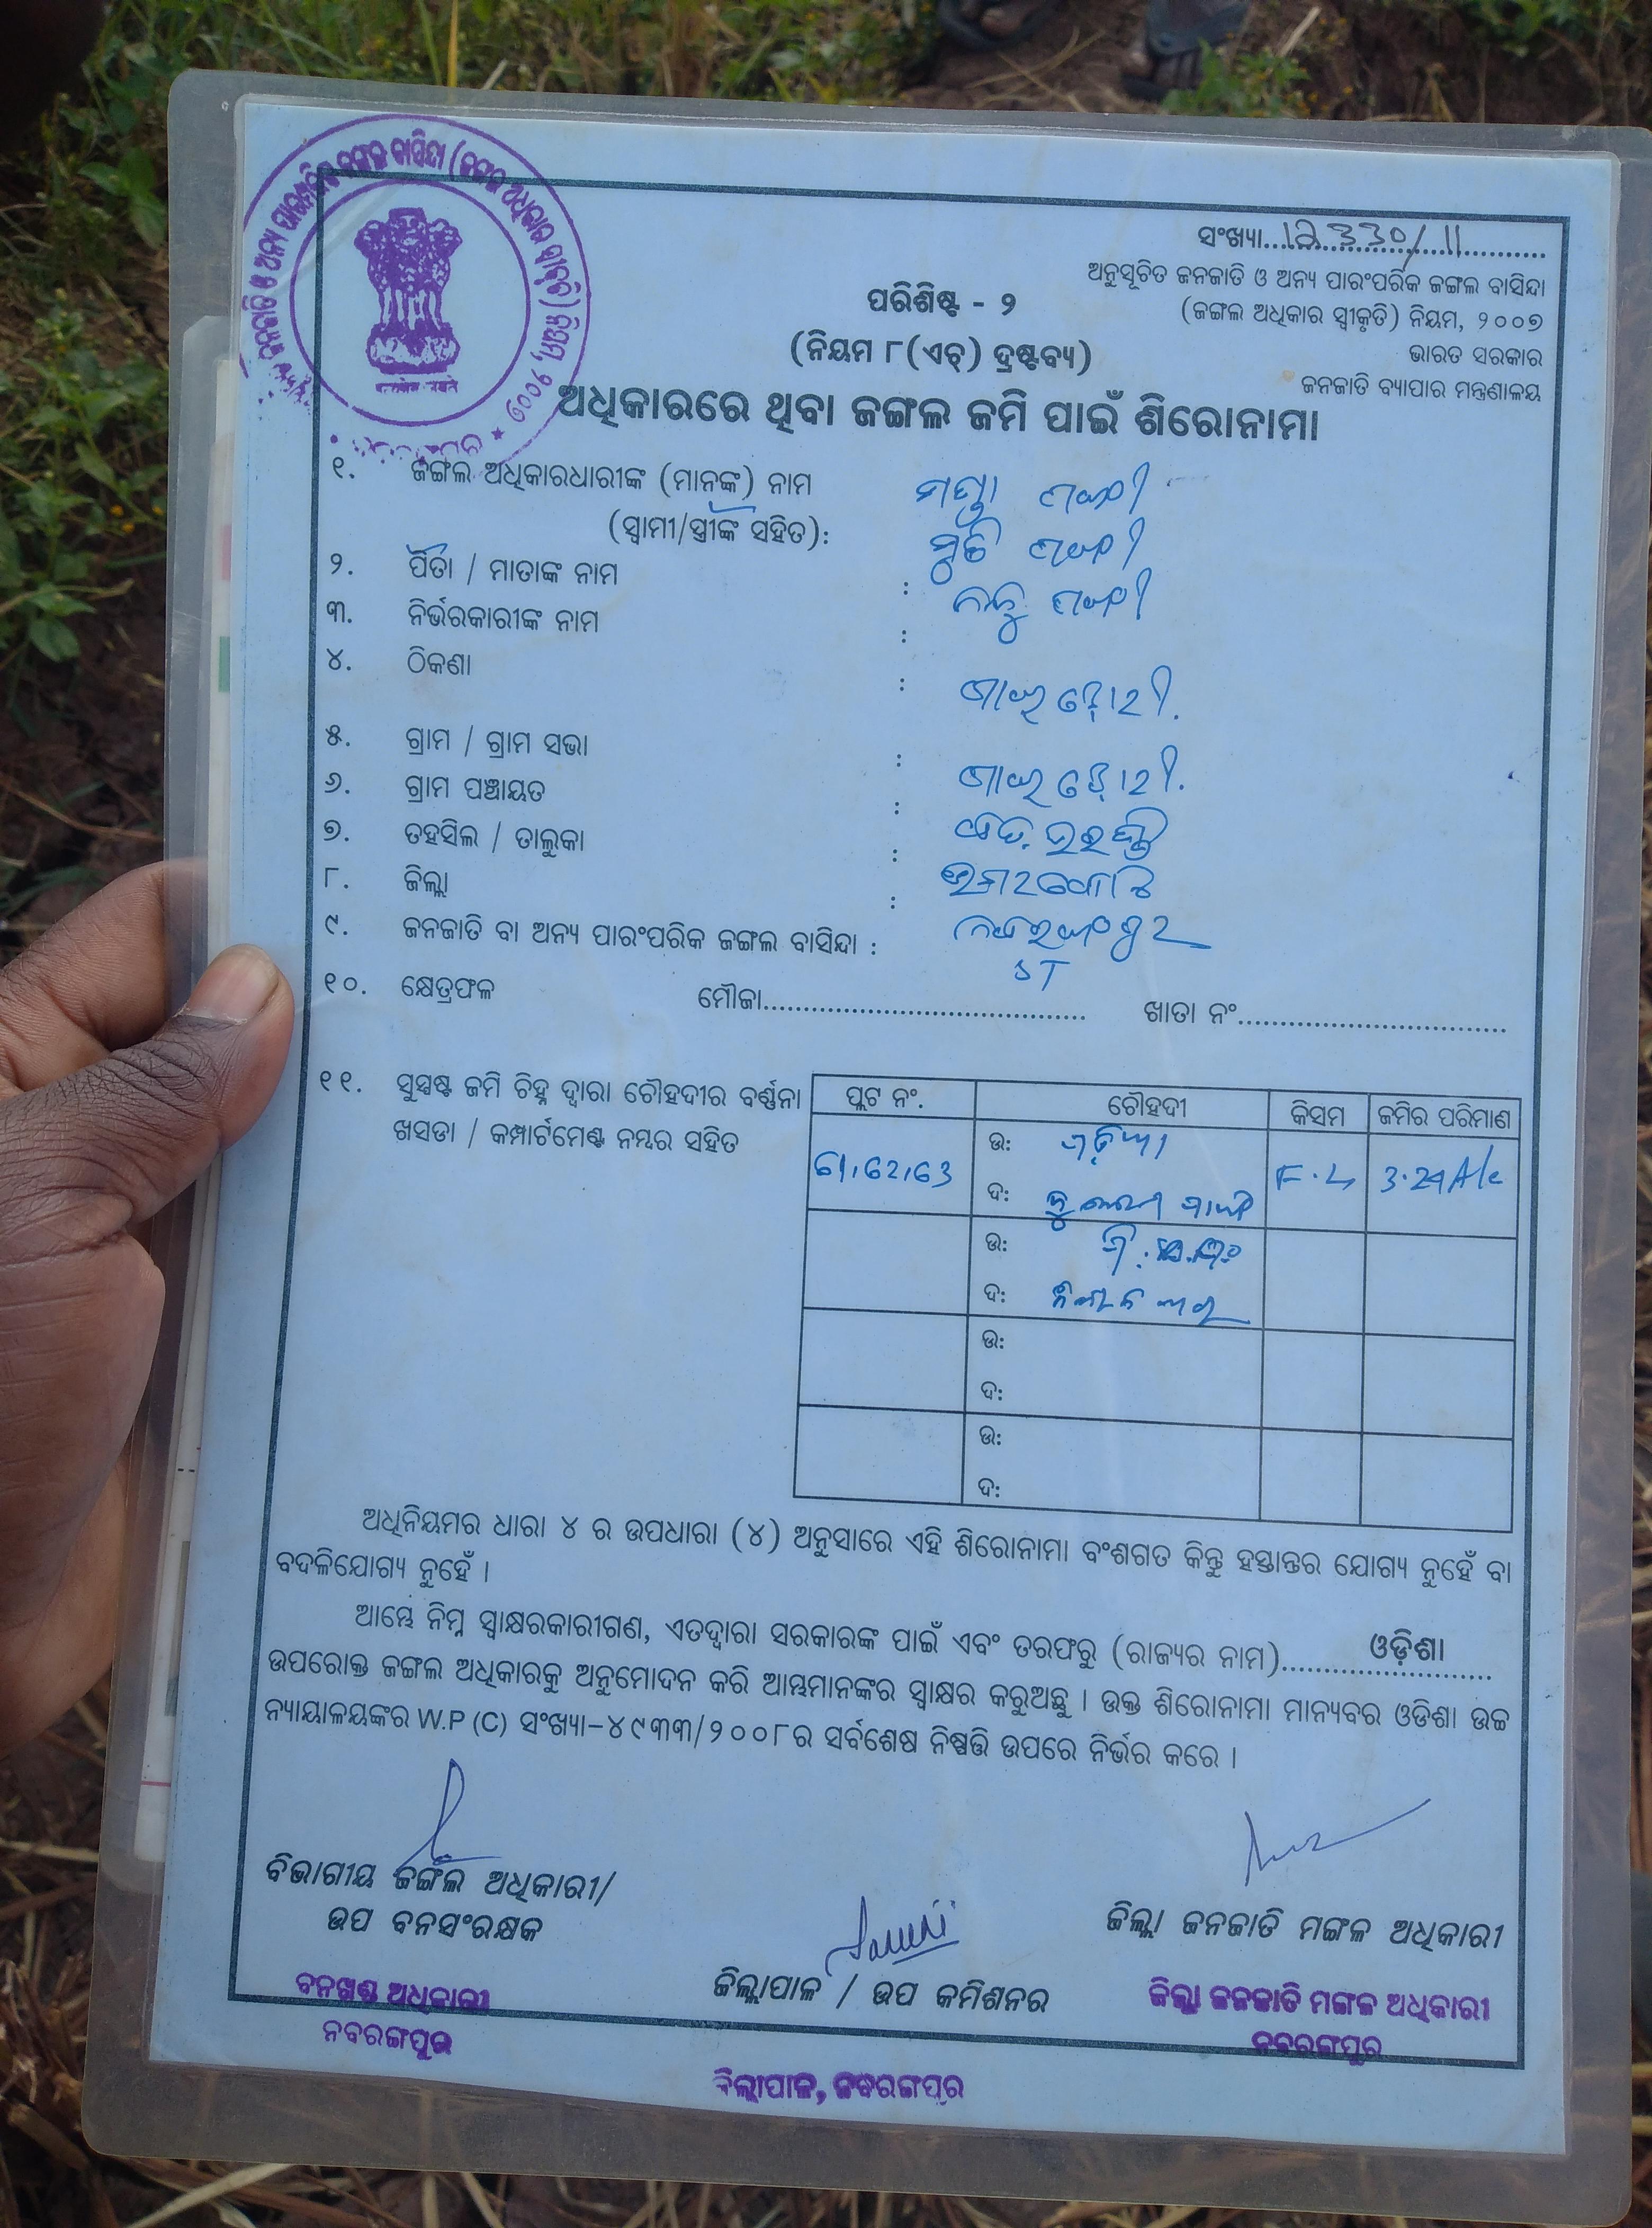 ସଂଖ୍ୟା...12330/11
ଅନୁସୂଚିତ ଜନଜାତି ଓ ଅନ୍ୟ ପାରଂପରିକ ଜଙ୍ଗଲ ବାସିନ୍ଦା
ପରିଶିଷ୍ଟ - ୨
(ଜଙ୍ଗଲ ଅଧିକାର ସ୍ୱୀକୃତି) ନିୟମ, ୨୦୦୭
(ନିୟମ ୮(ଏଚ୍) ଦ୍ରଷ୍ଟବ୍ୟ)
ଭାରତ ସରକାର
ଜନଜାତି ବ୍ୟାପାର ମନ୍ତ୍ରଣାଳୟ
ଅଧିକାରରେ ଥିବା ଜଙ୍ଗଲ ଜମି ପାଇଁ ଶିରୋନାମା
୧. ଜଙ୍ଗଲ ଅଧିକାରଧାରୀଙ୍କ (ମାନଙ୍କ) ନାମ
(ସ୍ୱାମୀ/ସ୍ତ୍ରୀଙ୍କ ସହିତ):
୨. ପିତା / ମାତାଙ୍କ ନାମ :
୩. ନିର୍ଭରକାରୀଙ୍କ ନାମ :
୪. ଠିକଣା :
୫. ଗ୍ରାମ / ଗ୍ରାମ ସଭା :
୬. ଗ୍ରାମ ପଞ୍ଚାୟତ :
୭. ତହସିଲ / ତାଲୁକା : ଉମରକୋଟ
୮. ଜିଲ୍ଲା : ନବରଙ୍ଗପୁର
୯. ଜନଜାତି ବା ଅନ୍ୟ ପାରଂପରିକ ଜଙ୍ଗଲ ବାସିନ୍ଦା : ST
୧୦. କ୍ଷେତ୍ରଫଳ ମୌଜା........ ଖାତା ନଂ........
୧୧. ସୁସ୍ପଷ୍ଟ ଜମି ଚିହ୍ନ ଦ୍ୱାରା ଚୌହଦୀର ବର୍ଣ୍ଣନା
ଖସଡା / କମ୍ପାର୍ଟମେଣ୍ଟ ନମ୍ବର ସହିତ
ପ୍ଲଟ ନଂ. ଚୌହଦୀ କିସମ ଜମିର ପରିମାଣ
ଉ:
ଦ:
ଉ:
ଦ:
ଉ:
ଦ:
ଉ:
ଦ:
ଅଧିନିୟମର ଧାରା ୪ ର ଉପଧାରା (୪) ଅନୁସାରେ ଏହି ଶିରୋନାମା ବଂଶଗତ କିନ୍ତୁ ହସ୍ତାନ୍ତର ଯୋଗ୍ୟ ନୁହେଁ ବା
ବଦଳିଯୋଗ୍ୟ ନୁହେଁ ।
ଆମ୍ଭେ ନିମ୍ନ ସ୍ୱାକ୍ଷରକାରୀଗଣ, ଏତଦ୍ୱାରା ସରକାରଙ୍କ ପାଇଁ ଏବଂ ତରଫରୁ (ରାଜ୍ୟର ନାମ)........ଓଡ଼ିଶା........
ଉପରୋକ୍ତ ଜଙ୍ଗଲ ଅଧିକାରକୁ ଅନୁମୋଦନ କରି ଆମ୍ଭମାନଙ୍କର ସ୍ୱାକ୍ଷର କରୁଅଛୁ । ଉକ୍ତ ଶିରୋନାମା ମାନ୍ୟବର ଓଡିଶା ଉଚ୍ଚ
ନ୍ୟାୟାଳୟଙ୍କର W.P (C) ସଂଖ୍ୟା–୪୯୩୩/୨୦୦୮ର ସର୍ବଶେଷ ନିଷ୍ପତ୍ତି ଉପରେ ନିର୍ଭର କରେ ।
ବିଭାଗୀୟ ଜଙ୍ଗଲ ଅଧିକାରୀ/
ଉପ ବନସଂରକ୍ଷକ
ଜିଲ୍ଲା ଜନଜାତି ମଙ୍ଗଳ ଅଧିକାରୀ
ଜିଲ୍ଲାପାଳ / ଉପ କମିଶନର
ବନଖଣ୍ଡ ଅଧିକାରୀ
ନବରଙ୍ଗପୁର
ଜିଲ୍ଲା ଜନଜାତି ମଙ୍ଗଳ ଅଧିକାରୀ
ନବରଙ୍ଗପୁର
ଜିଲ୍ଲାପାଳ, ନବରଙ୍ଗପୁର